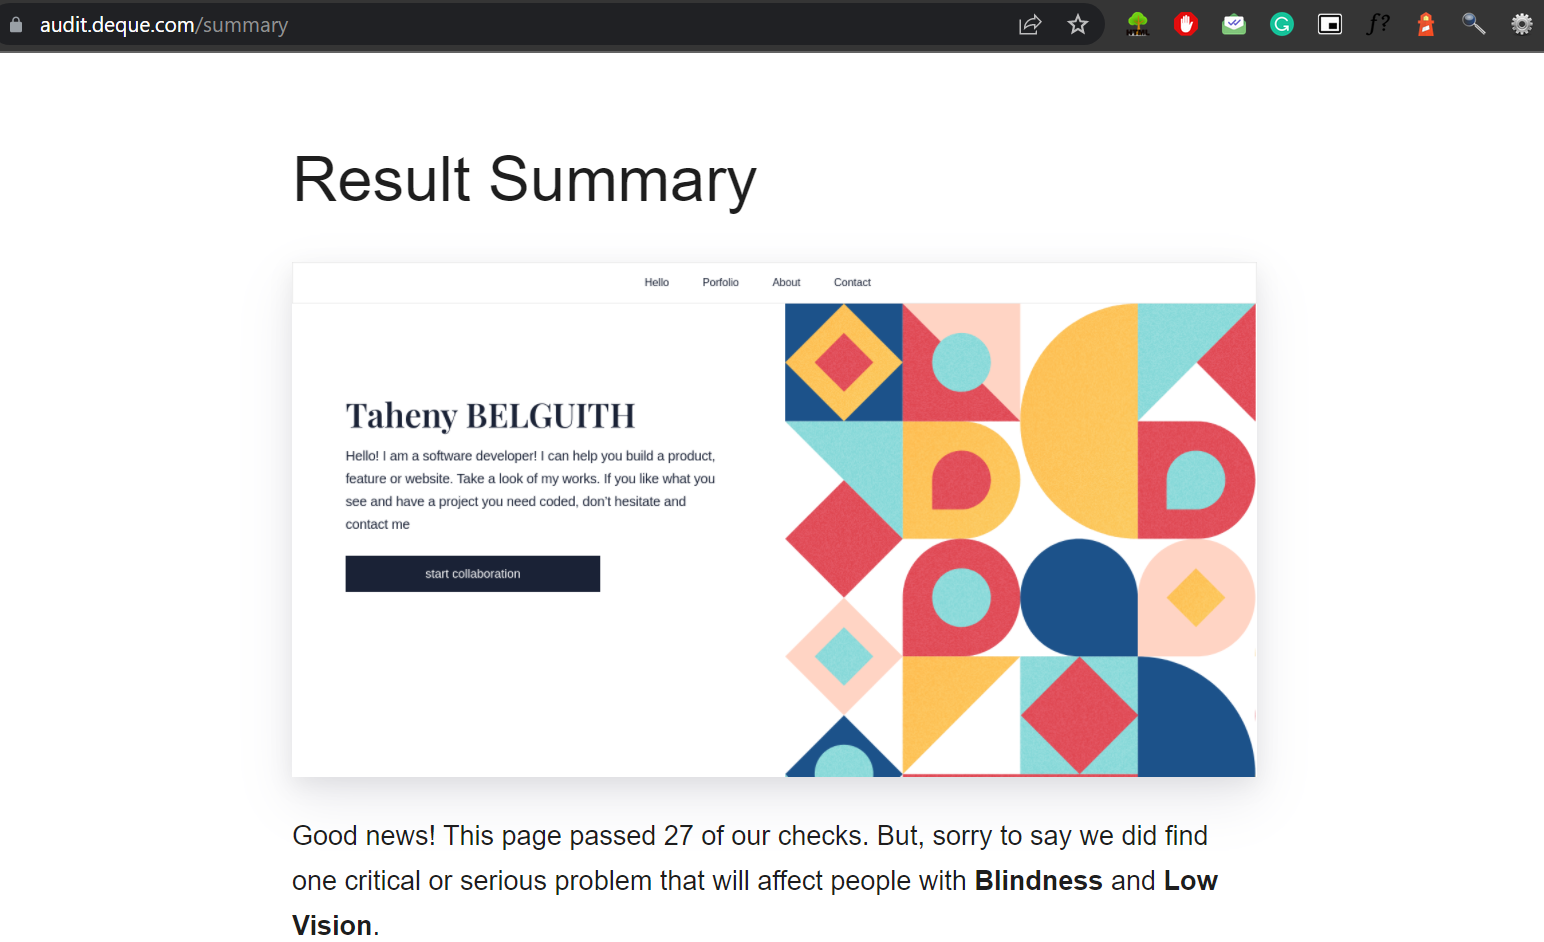 audit.deque.com/summary
HTML
G
f?
Result Summary
Hello Porfolio About Contact
Taheny BELGUITH
Hello! I am a software developer! I can help you build a product,
feature or website. Take a look of my works. If you like what you
see and have a project you need coded, don't hesitate and
contact me
start collaboration
Good news! This page passed 27 of our checks. But, sorry to say we did find
one critical or serious problem that will affect people with Blindness and Low
Vision.